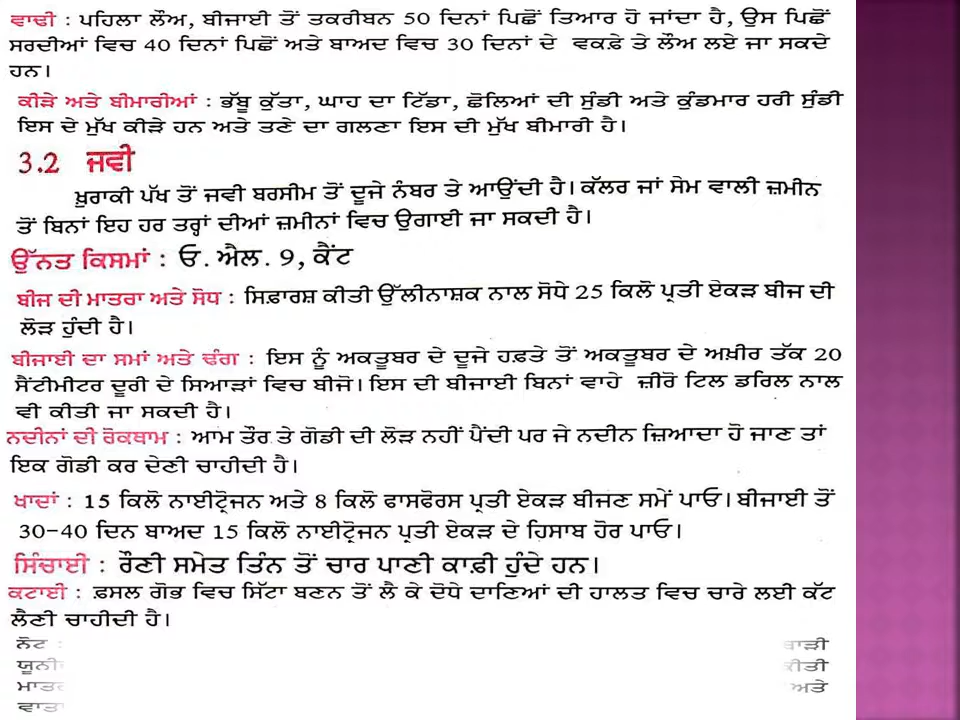 ਵਾਢੀ : ਪਹਿਲਾ ਲੌਅ, ਬੀਜਾਈ ਤੋਂ ਤਕਰੀਬਨ 50 ਦਿਨਾਂ ਪਿਛੋਂ ਤਿਆਰ ਹੋ ਜਾਂਦਾ ਹੈ, ਉਸ ਪਿਛੋਂ
ਸਰਦੀਆਂ ਵਿਚ 40 ਦਿਨਾਂ ਪਿਛੋਂ ਅਤੇ ਬਾਅਦ ਵਿਚ 30 ਦਿਨਾਂ ਦੇ ਵਕਫ਼ੇ ਤੇ ਲੌਅ ਲਏ ਜਾ ਸਕਦੇ
ਹਨ।
ਕੀੜੇ ਅਤੇ ਬੀਮਾਰੀਆਂ : ਭੱਬੂ ਕੁੱਤਾ, ਘਾਹ ਦਾ ਟਿੱਡਾ, ਛੋਲਿਆਂ ਦੀ ਸੁੰਡੀ ਅਤੇ ਕੁੰਡਮਾਰ ਹਰੀ ਸੁੰਡੀ
ਇਸ ਦੇ ਮੁੱਖ ਕੀੜੇ ਹਨ ਅਤੇ ਤਣੇ ਦਾ ਗਲਣਾ ਇਸ ਦੀ ਮੁੱਖ ਬੀਮਾਰੀ ਹੈ।
3.2 ਜਵੀ
ਖ਼ੁਰਾਕੀ ਪੱਖ ਤੋਂ ਜਵੀ ਬਰਸੀਮ ਤੋਂ ਦੂਜੇ ਨੰਬਰ ਤੇ ਆਉਂਦੀ ਹੈ। ਕੱਲਰ ਜਾਂ ਸੇਮ ਵਾਲੀ ਜ਼ਮੀਨ
ਤੋਂ ਬਿਨਾਂ ਇਹ ਹਰ ਤਰ੍ਹਾਂ ਦੀਆਂ ਜ਼ਮੀਨਾਂ ਵਿਚ ਉਗਾਈ ਜਾ ਸਕਦੀ ਹੈ।
ਉੱਨਤ ਕਿਸਮਾਂ : ਓ. ਐਲ. 9, ਕੈਂਟ
ਬੀਜ ਦੀ ਮਾਤਰਾ ਅਤੇ ਸੋਧ : ਸਿਫ਼ਾਰਸ਼ ਕੀਤੀ ਉੱਲੀਨਾਸ਼ਕ ਨਾਲ ਸੋਧੇ 25 ਕਿਲੋ ਪ੍ਰਤੀ ਏਕੜ ਬੀਜ ਦੀ
ਲੋੜ ਹੁੰਦੀ ਹੈ।
ਬੀਜਾਈ ਦਾ ਸਮਾਂ ਅਤੇ ਢੰਗ : ਇਸ ਨੂੰ ਅਕਤੂਬਰ ਦੇ ਦੂਜੇ ਹਫ਼ਤੇ ਤੋਂ ਅਕਤੂਬਰ ਦੇ ਅਖ਼ੀਰ ਤੱਕ 20
ਸੈਂਟੀਮੀਟਰ ਦੂਰੀ ਦੇ ਸਿਆੜਾਂ ਵਿਚ ਬੀਜੋ। ਇਸ ਦੀ ਬੀਜਾਈ ਬਿਨਾਂ ਵਾਹੇ ਜ਼ੀਰੋ ਟਿਲ ਡਰਿਲ ਨਾਲ
ਵੀ ਕੀਤੀ ਜਾ ਸਕਦੀ ਹੈ।
ਨਦੀਨਾਂ ਦੀ ਰੋਕਥਾਮ : ਆਮ ਤੌਰ ਤੇ ਗੋਡੀ ਦੀ ਲੋੜ ਨਹੀਂ ਪੈਂਦੀ ਪਰ ਜੇ ਨਦੀਨ ਜ਼ਿਆਦਾ ਹੋ ਜਾਣ ਤਾਂ
ਇਕ ਗੋਡੀ ਕਰ ਦੇਣੀ ਚਾਹੀਦੀ ਹੈ।
ਖਾਦਾਂ : 15 ਕਿਲੋ ਨਾਈਟ੍ਰੋਜਨ ਅਤੇ 8 ਕਿਲੋ ਫਾਸਫੋਰਸ ਪ੍ਰਤੀ ਏਕੜ ਬੀਜਣ ਸਮੇਂ ਪਾਓ। ਬੀਜਾਈ ਤੋਂ
30-40 ਦਿਨ ਬਾਅਦ 15 ਕਿਲੋ ਨਾਈਟ੍ਰੋਜਨ ਪ੍ਰਤੀ ਏਕੜ ਦੇ ਹਿਸਾਬ ਹੋਰ ਪਾਓ।
ਸਿੰਚਾਈ : ਰੌਣੀ ਸਮੇਤ ਤਿੰਨ ਤੋਂ ਚਾਰ ਪਾਣੀ ਕਾਫ਼ੀ ਹੁੰਦੇ ਹਨ।
ਕਟਾਈ : ਫ਼ਸਲ ਗੋਭ ਵਿਚ ਸਿੱਟਾ ਬਣਨ ਤੋਂ ਲੈ ਕੇ ਦੋਧੇ ਦਾਣਿਆਂ ਦੀ ਹਾਲਤ ਵਿਚ ਚਾਰੇ ਲਈ ਕੱਟ
ਲੈਣੀ ਚਾਹੀਦੀ ਹੈ।
ਨੋਟ :
ਕੀਤੀ
ਅਤੇ